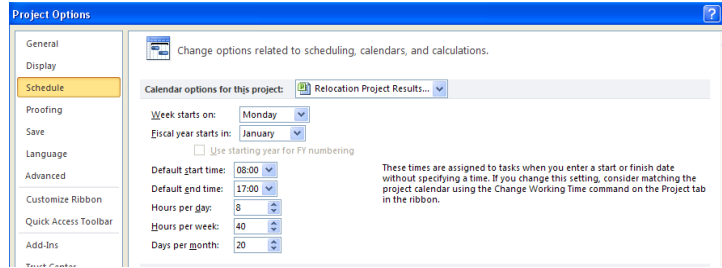 Project Options
?
General
Display
Schedule
Proofing
Save
Language
Advanced
Customize Ribbon
Quick Access Toolbar
Add-Ins
Trust Center
Change options related to scheduling, calendars, and calculations.
Calendar options for this project: Relocation Project Results...
Week starts on: Monday
Fiscal year starts in: January
Use starting year for FY numbering
Default start time: 08:00
Default end time: 17:00
Hours per day: 8
Hours per week: 40
Days per month: 20
These times are assigned to tasks when you enter a start or finish date
without specifying a time. If you change this setting, consider matching the
project calendar using the Change Working Time command on the Project tab
in the ribbon.